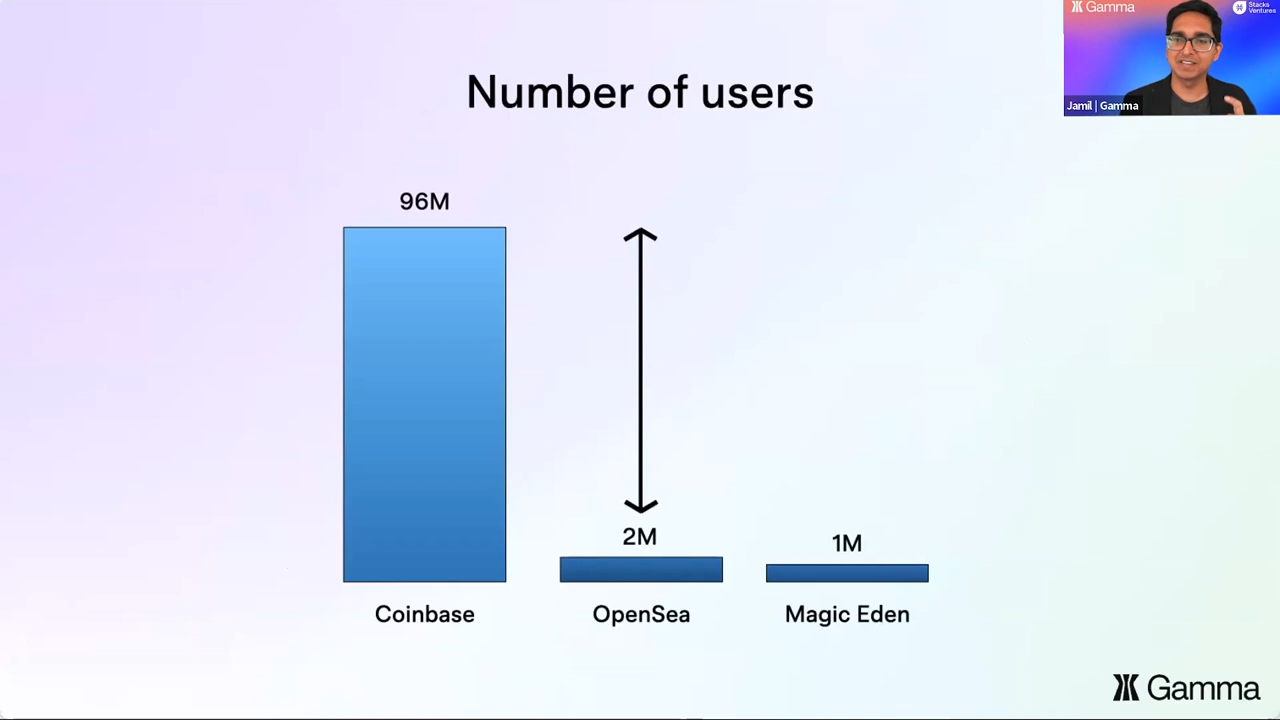 Number of users
96M
2M
1M
Coinbase
OpenSea
Magic Eden
Gamma
Gamma
Stacks
Ventures
Jamil | Gamma